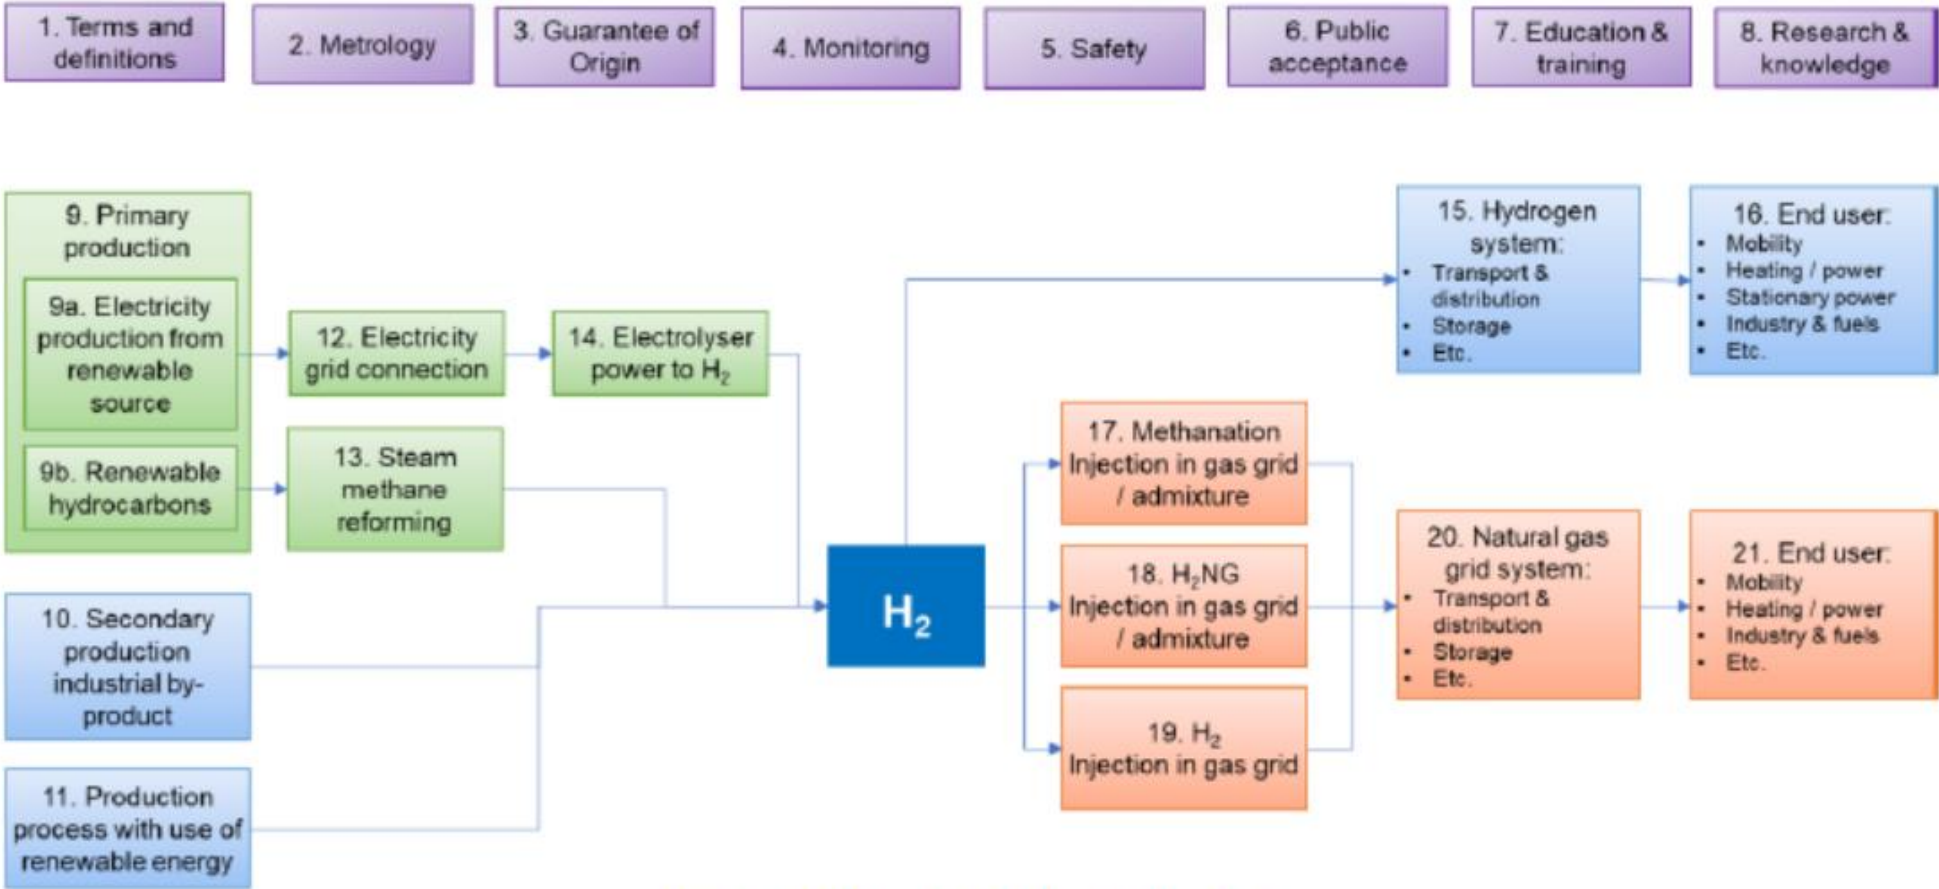 1. Terms and
definitions
2. Metrology
3. Guarantee of
Origin
4. Monitoring
5. Safety
6. Public
acceptance
7. Education &
training
8. Research &
knowledge
9. Primary
production
9a. Electricity
production from
renewable
source
9b. Renewable
hydrocarbons
10. Secondary
production
industrial by-
product
11. Production
process with use of
renewable energy
12. Electricity
grid connection
13. Steam
methane
reforming
14. Electrolyser
power to H₂
H₂
15. Hydrogen
system:
• Transport &
distribution
• Storage
• Etc.
16. End user:
• Mobility
• Heating / power
• Stationary power
• Industry & fuels
• Etc.
17. Methanation
Injection in gas grid
/ admixture
18. H₂NG
Injection in gas grid
/ admixture
19. H₂
Injection in gas grid
20. Natural gas
grid system:
• Transport &
distribution
• Storage
• Etc.
21. End user:
• Mobility
• Heating / power
• Industry & fuels
• Etc.